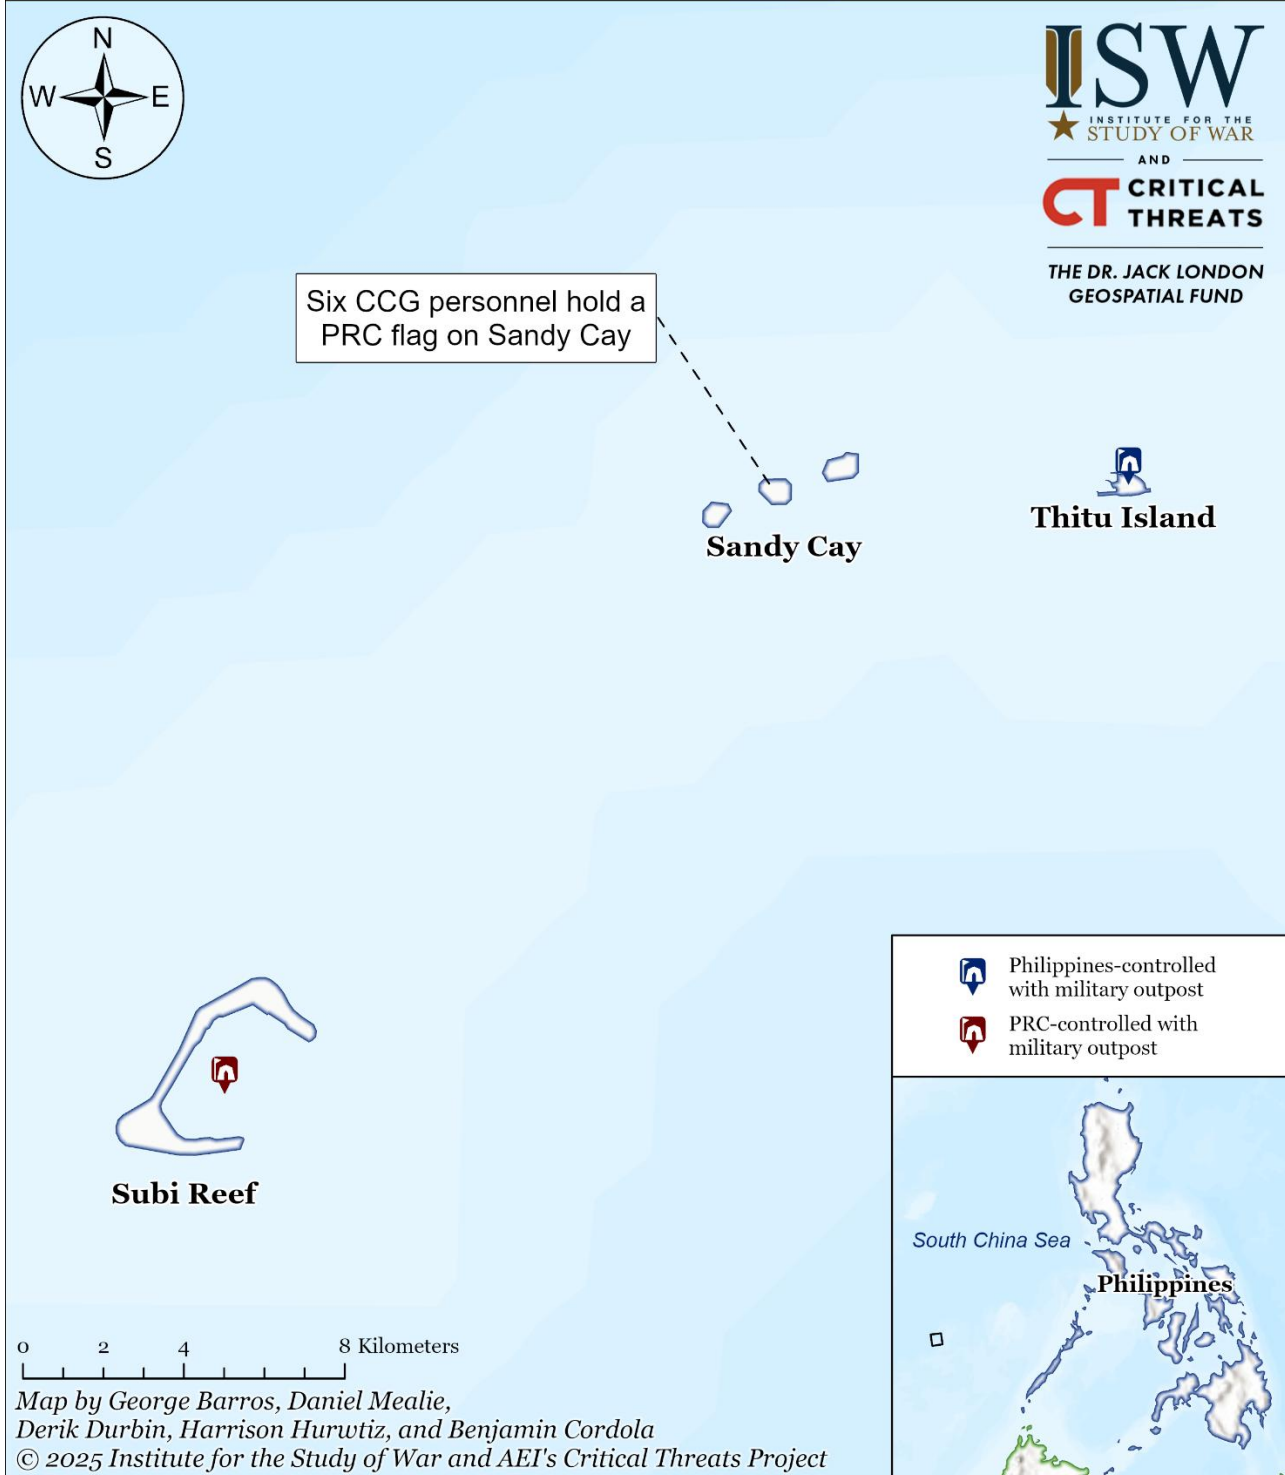 N
W E
S
ISW
INSTITUTE FOR THE
STUDY OF WAR
AND
CT CRITICAL
THREATS
THE DR. JACK LONDON
GEOSPATIAL FUND
Six CCG personnel hold a
PRC flag on Sandy Cay
Thitu Island
Sandy Cay
Subi Reef
Philippines-controlled
with military outpost
PRC-controlled with
military outpost
South China Sea
Philippines
0 2 4 8 Kilometers
Map by George Barros, Daniel Mealie,
Derik Durbin, Harrison Hurwtiz, and Benjamin Cordola
© 2025 Institute for the Study of War and AEI's Critical Threats Project